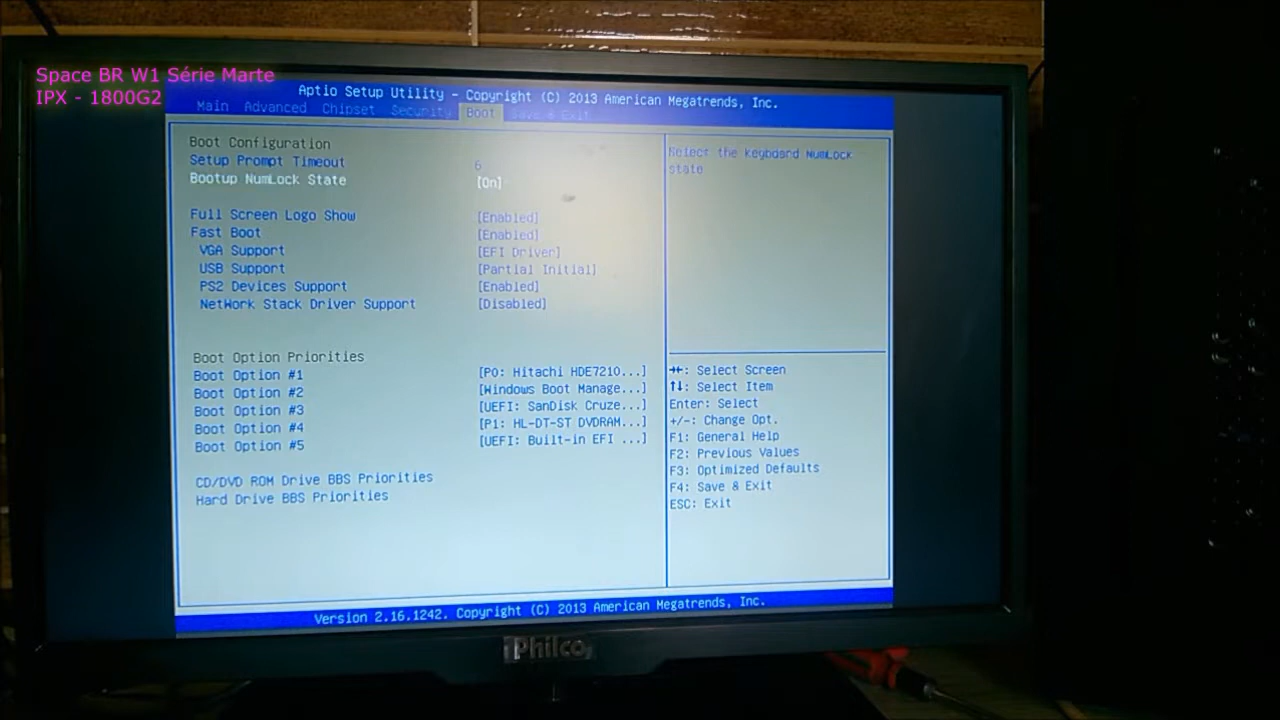 Space BR W1 Série Marte
IPX - 1800G2
Aptio Setup Utility - Copyright (C) 2013 American Megatrends, Inc.
Main Advanced Chipset Security Boot Save & Exit
Boot Configuration
Setup Prompt Timeout 6
Bootup NumLock State [On]
Full Screen Logo Show [Enabled]
Fast Boot [Enabled]
VGA Support [EFI Driver]
USB Support [Partial Initial]
PS2 Devices Support [Enabled]
NetWork Stack Driver Support [Disabled]
Boot Option Priorities
Boot Option #1 [P0: Hitachi HDE7210...]
Boot Option #2 [Windows Boot Manage...]
Boot Option #3 [UEFI: SanDisk Cruze...]
Boot Option #4 [P1: HL-DT-ST DVDRAM...]
Boot Option #5 [UEFI: Built-in EFI ...]
CD/DVD ROM Drive BBS Priorities
Hard Drive BBS Priorities
Select the keyboard NumLock
state
→←: Select Screen
↑↓: Select Item
Enter: Select
+/-: Change Opt.
F1: General Help
F2: Previous Values
F3: Optimized Defaults
F4: Save & Exit
ESC: Exit
Version 2.16.1242. Copyright (C) 2013 American Megatrends, Inc.
Philco